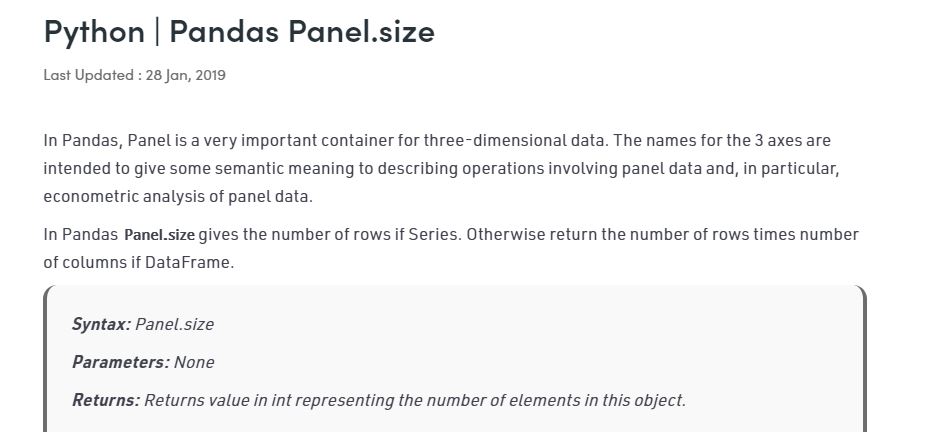 Python | Pandas Panel.size
Last Updated : 28 Jan, 2019
In Pandas, Panel is a very important container for three-dimensional data. The names for the 3 axes are
intended to give some semantic meaning to describing operations involving panel data and, in particular,
econometric analysis of panel data.
In Pandas Panel.size gives the number of rows if Series. Otherwise return the number of rows times number
of columns if DataFrame.
Syntax: Panel.size
Parameters: None
Returns: Returns value in int representing the number of elements in this object.